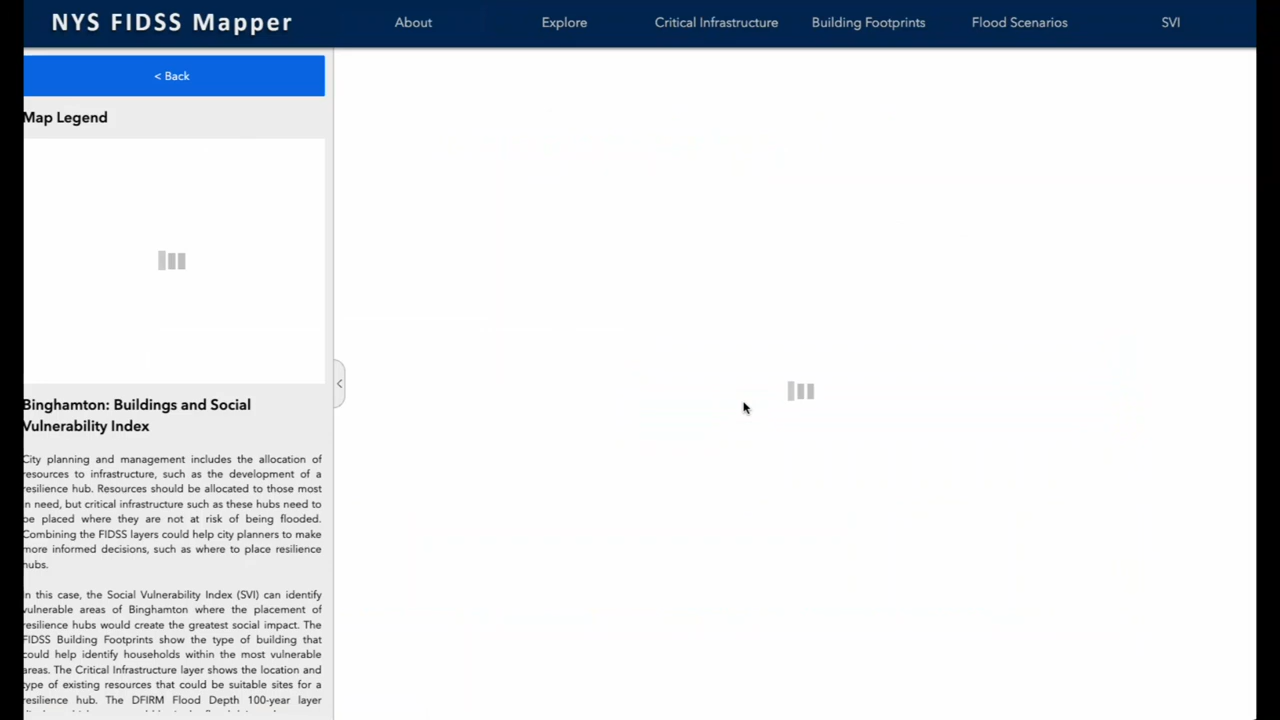 NYS FIDSS Mapper
About
Explore
Critical Infrastructure
Building Footprints
Flood Scenarios
SVI
< Back
Map Legend
Binghamton: Buildings and Social
Vulnerability Index
City planning and management includes the allocation of
resources to infrastructure, such as the development of a
resilience hub. Resources should be allocated to those most
in need, but critical infrastructure such as these hubs need to
be placed where they are not at risk of being flooded.
Combining the FIDSS layers could help city planners to make
more informed decisions, such as where to place resilience
hubs.
In this case, the Social Vulnerability Index (SVI) can identify
vulnerable areas of Binghamton where the placement of
resilience hubs would create the greatest social impact. The
FIDSS Building Footprints show the type of building that
could help identify households within the most vulnerable
areas. The Critical Infrastructure layer shows the location and
type of existing resources that could be suitable sites for a
resilience hub. The DFIRM Flood Depth 100-year layer